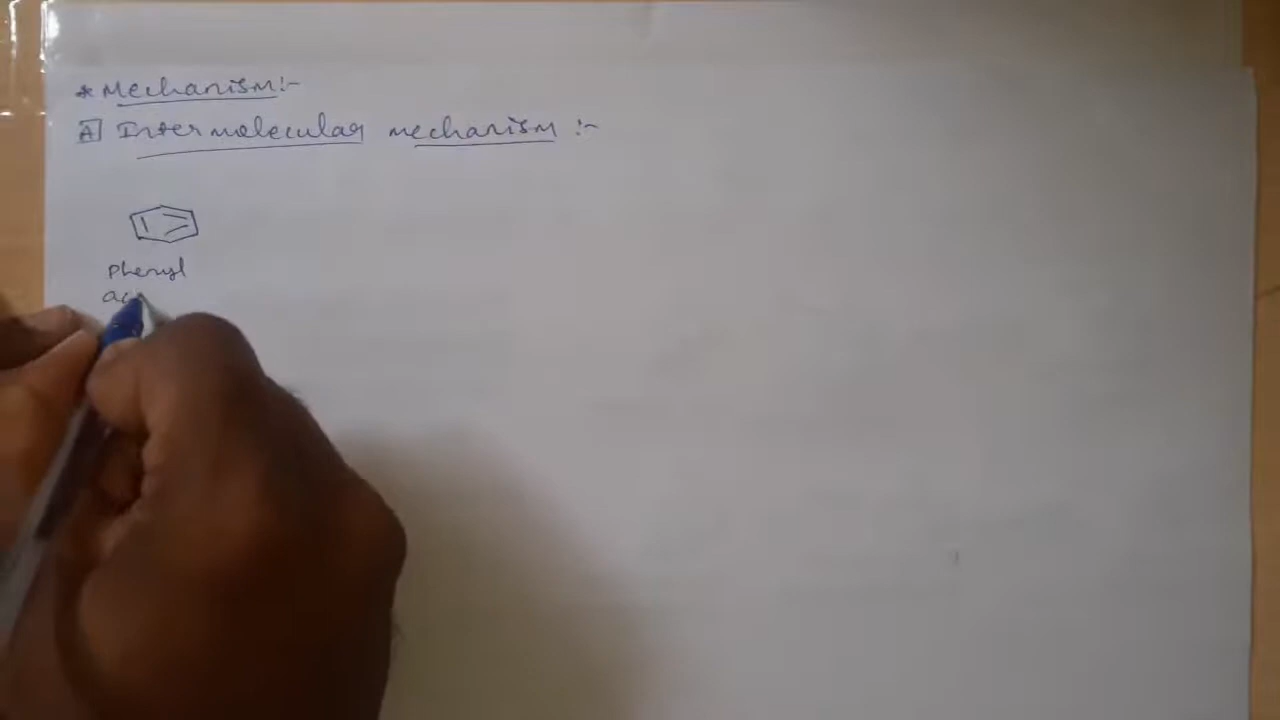 * Mechanism :-
A Intermolecular mechanism :-
Phenyl